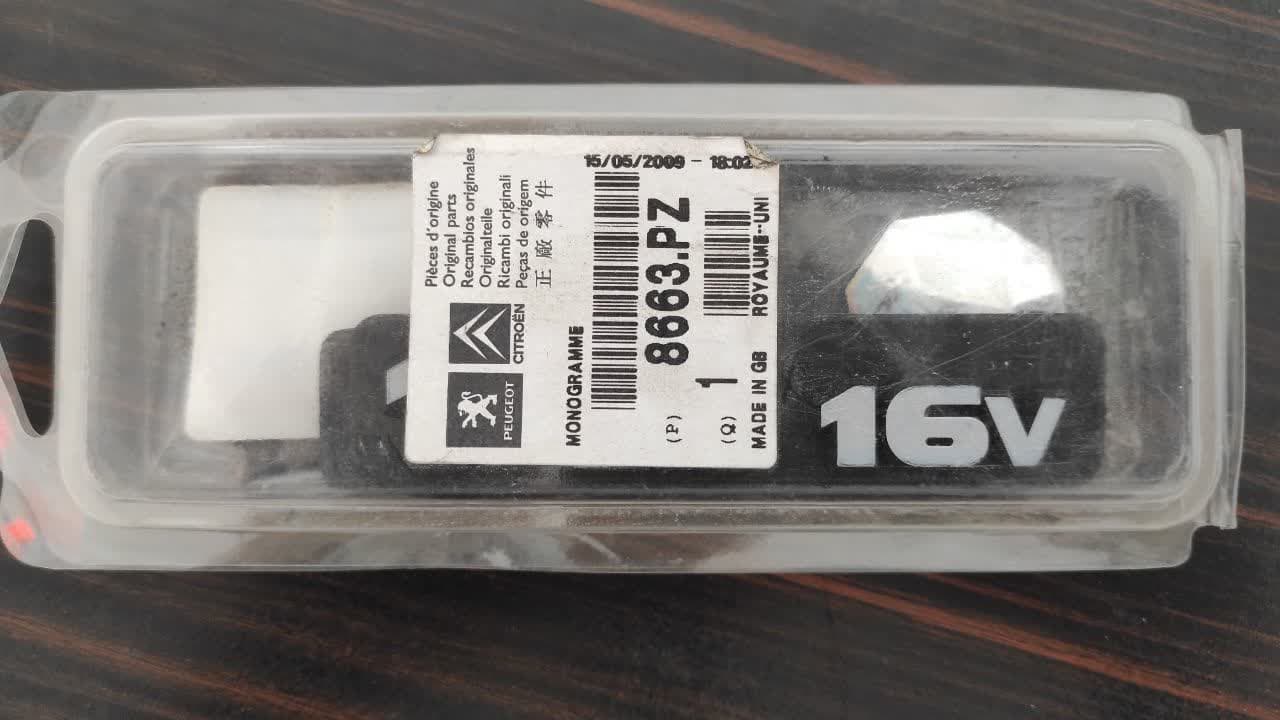 15/05/2009 - 18:02
Pièces d'origine
Original parts
Recambios originales
Originalteile
Ricambi originali
Peças de origem
正廠零件
CITROËN
PEUGEOT
MONOGRAMME
(P) 8663.PZ
(Q) 1
MADE IN GB ROYAUME--UNI
16V